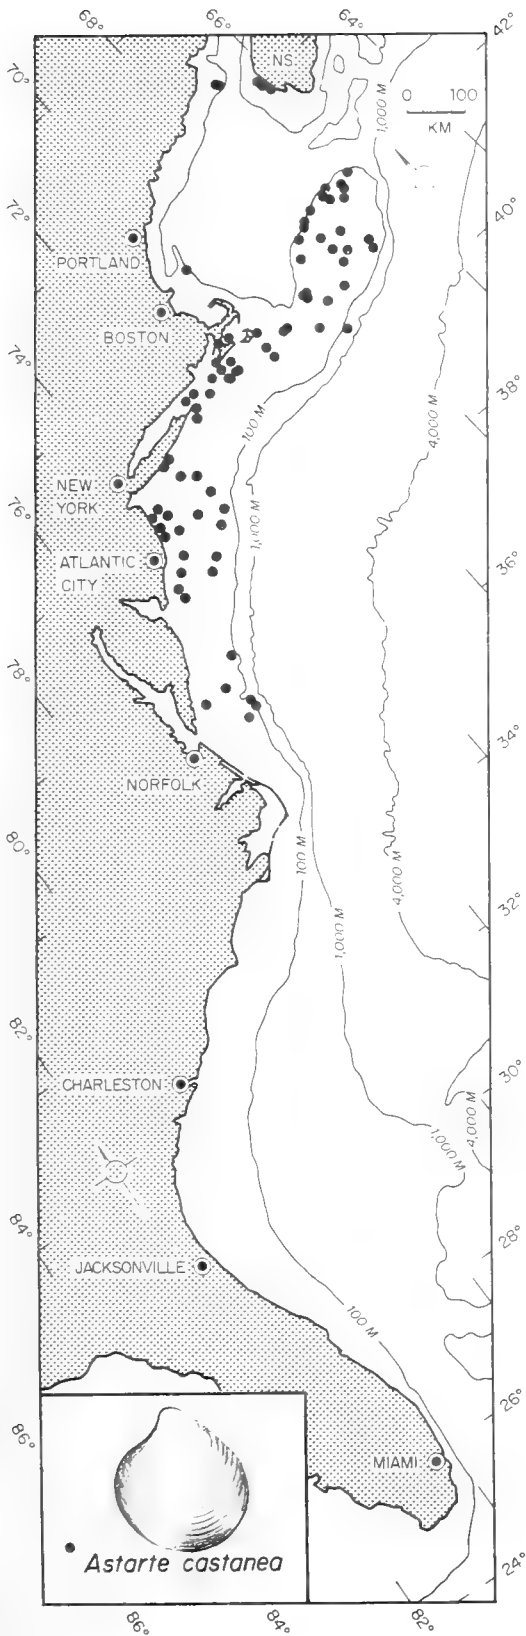 68° 66° 64° 42°
NS
70°
0 100
KM
1,000 M
40°
72°
PORTLAND
BOSTON
74°
38°
100 M
4,000 M
NEW YORK
1,000 M
76°
ATLANTIC CITY
36°
78°
34°
NORFOLK
80°
100 M
4,000 M
32°
1,000 M
82°
30°
CHARLESTON
4,000 M
1,000 M
84°
28°
JACKSONVILLE
100 M
26°
86°
MIAMI
Astarte castanea
24°
86° 84° 82°